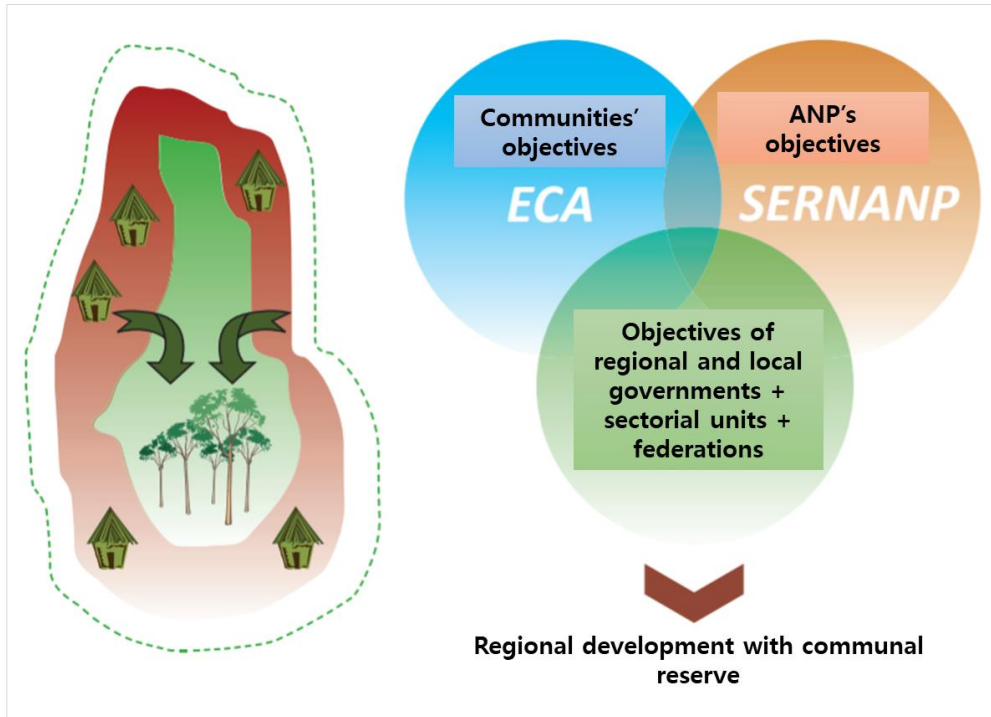 Communities'
objectives
ECA
ANP's
objectives
SERNANP
Objectives of
regional and local
governments +
sectorial units +
federations
Regional development with communal
reserve